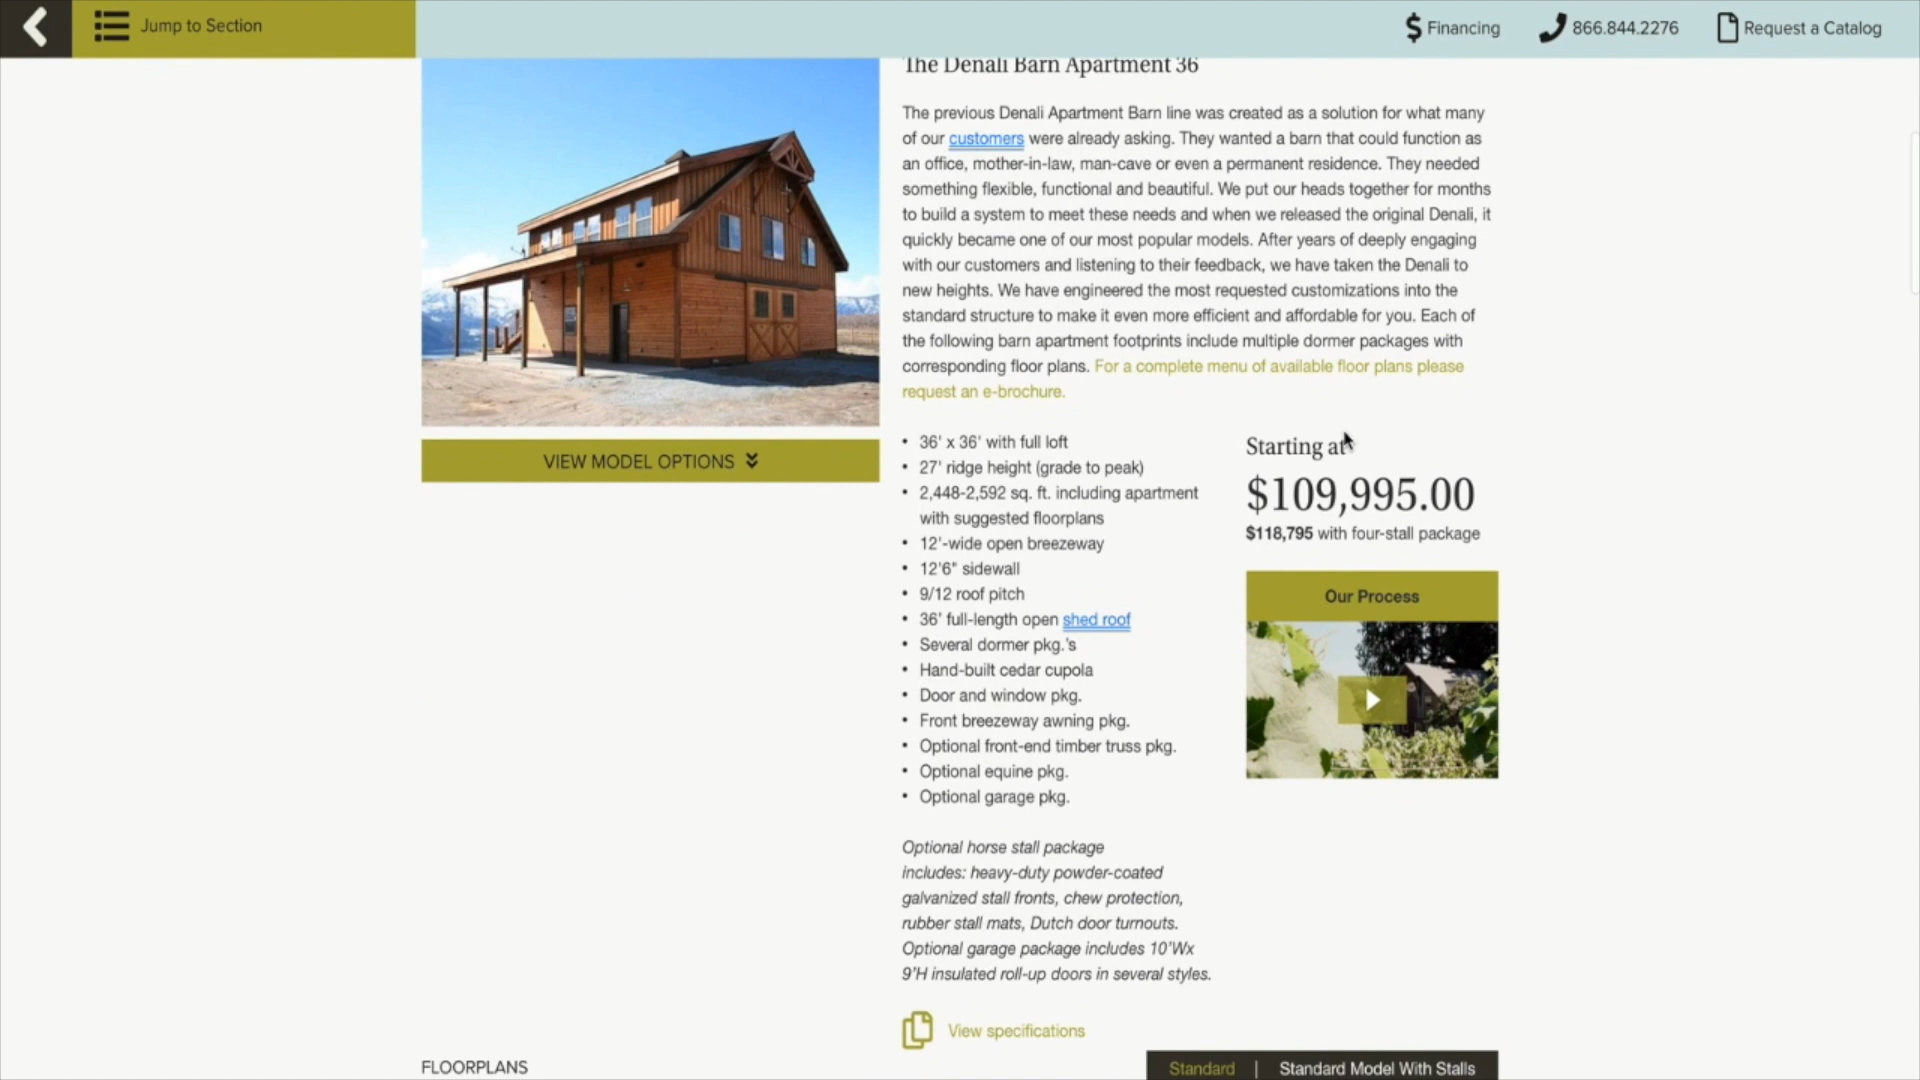 Jump to Section
Financing
866.844.2276
Request a Catalog
The Denali Barn Apartment 36
The previous Denali Apartment Barn line was created as a solution for what many
of our customers were already asking. They wanted a barn that could function as
an office, mother-in-law, man-cave or even a permanent residence. They needed
something flexible, functional and beautiful. We put our heads together for months
to build a system to meet these needs and when we released the original Denali, it
quickly became one of our most popular models. After years of deeply engaging
with our customers and listening to their feedback, we have taken the Denali to
new heights. We have engineered the most requested customizations into the
standard structure to make it even more efficient and affordable for you. Each of
the following barn apartment footprints include multiple dormer packages with
corresponding floor plans. For a complete menu of available floor plans please
request an e-brochure.
VIEW MODEL OPTIONS
• 36' x 36' with full loft
• 27' ridge height (grade to peak)
• 2,448-2,592 sq. ft. including apartment
with suggested floorplans
• 12'-wide open breezeway
• 12'6" sidewall
• 9/12 roof pitch
• 36' full-length open shed roof
• Several dormer pkg.'s
• Hand-built cedar cupola
• Door and window pkg.
• Front breezeway awning pkg.
• Optional front-end timber truss pkg.
• Optional equine pkg.
• Optional garage pkg.
Starting at
$109,995.00
$118,795 with four-stall package
Our Process
Optional horse stall package
includes: heavy-duty powder-coated
galvanized stall fronts, chew protection,
rubber stall mats, Dutch door turnouts.
Optional garage package includes 10'Wx
9'H insulated roll-up doors in several styles.
View specifications
FLOORPLANS
Standard | Standard Model With Stalls